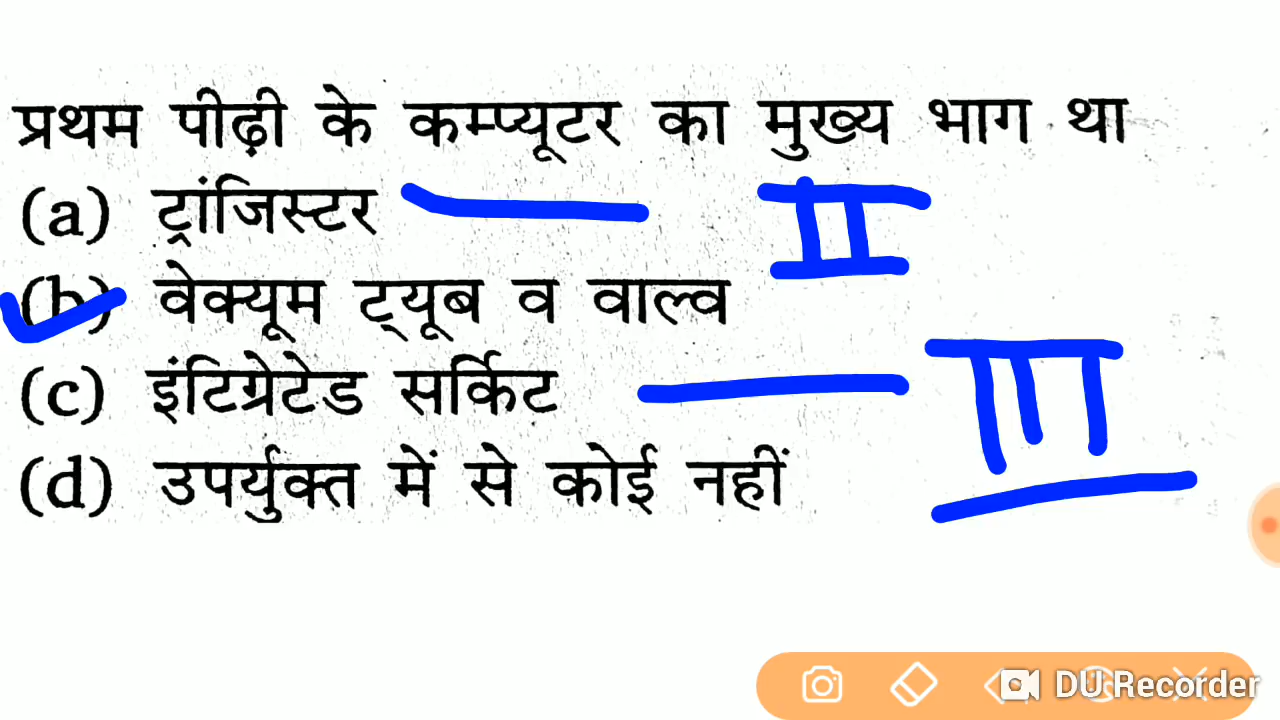 प्रथम पीढ़ी के कम्प्यूटर का मुख्य भाग था
(a) ट्रांजिस्टर II
(b) वेक्यूम ट्यूब व वाल्व
(c) इंटिग्रेटेड सर्किट III
(d) उपर्युक्त में से कोई नहीं
DU Recorder